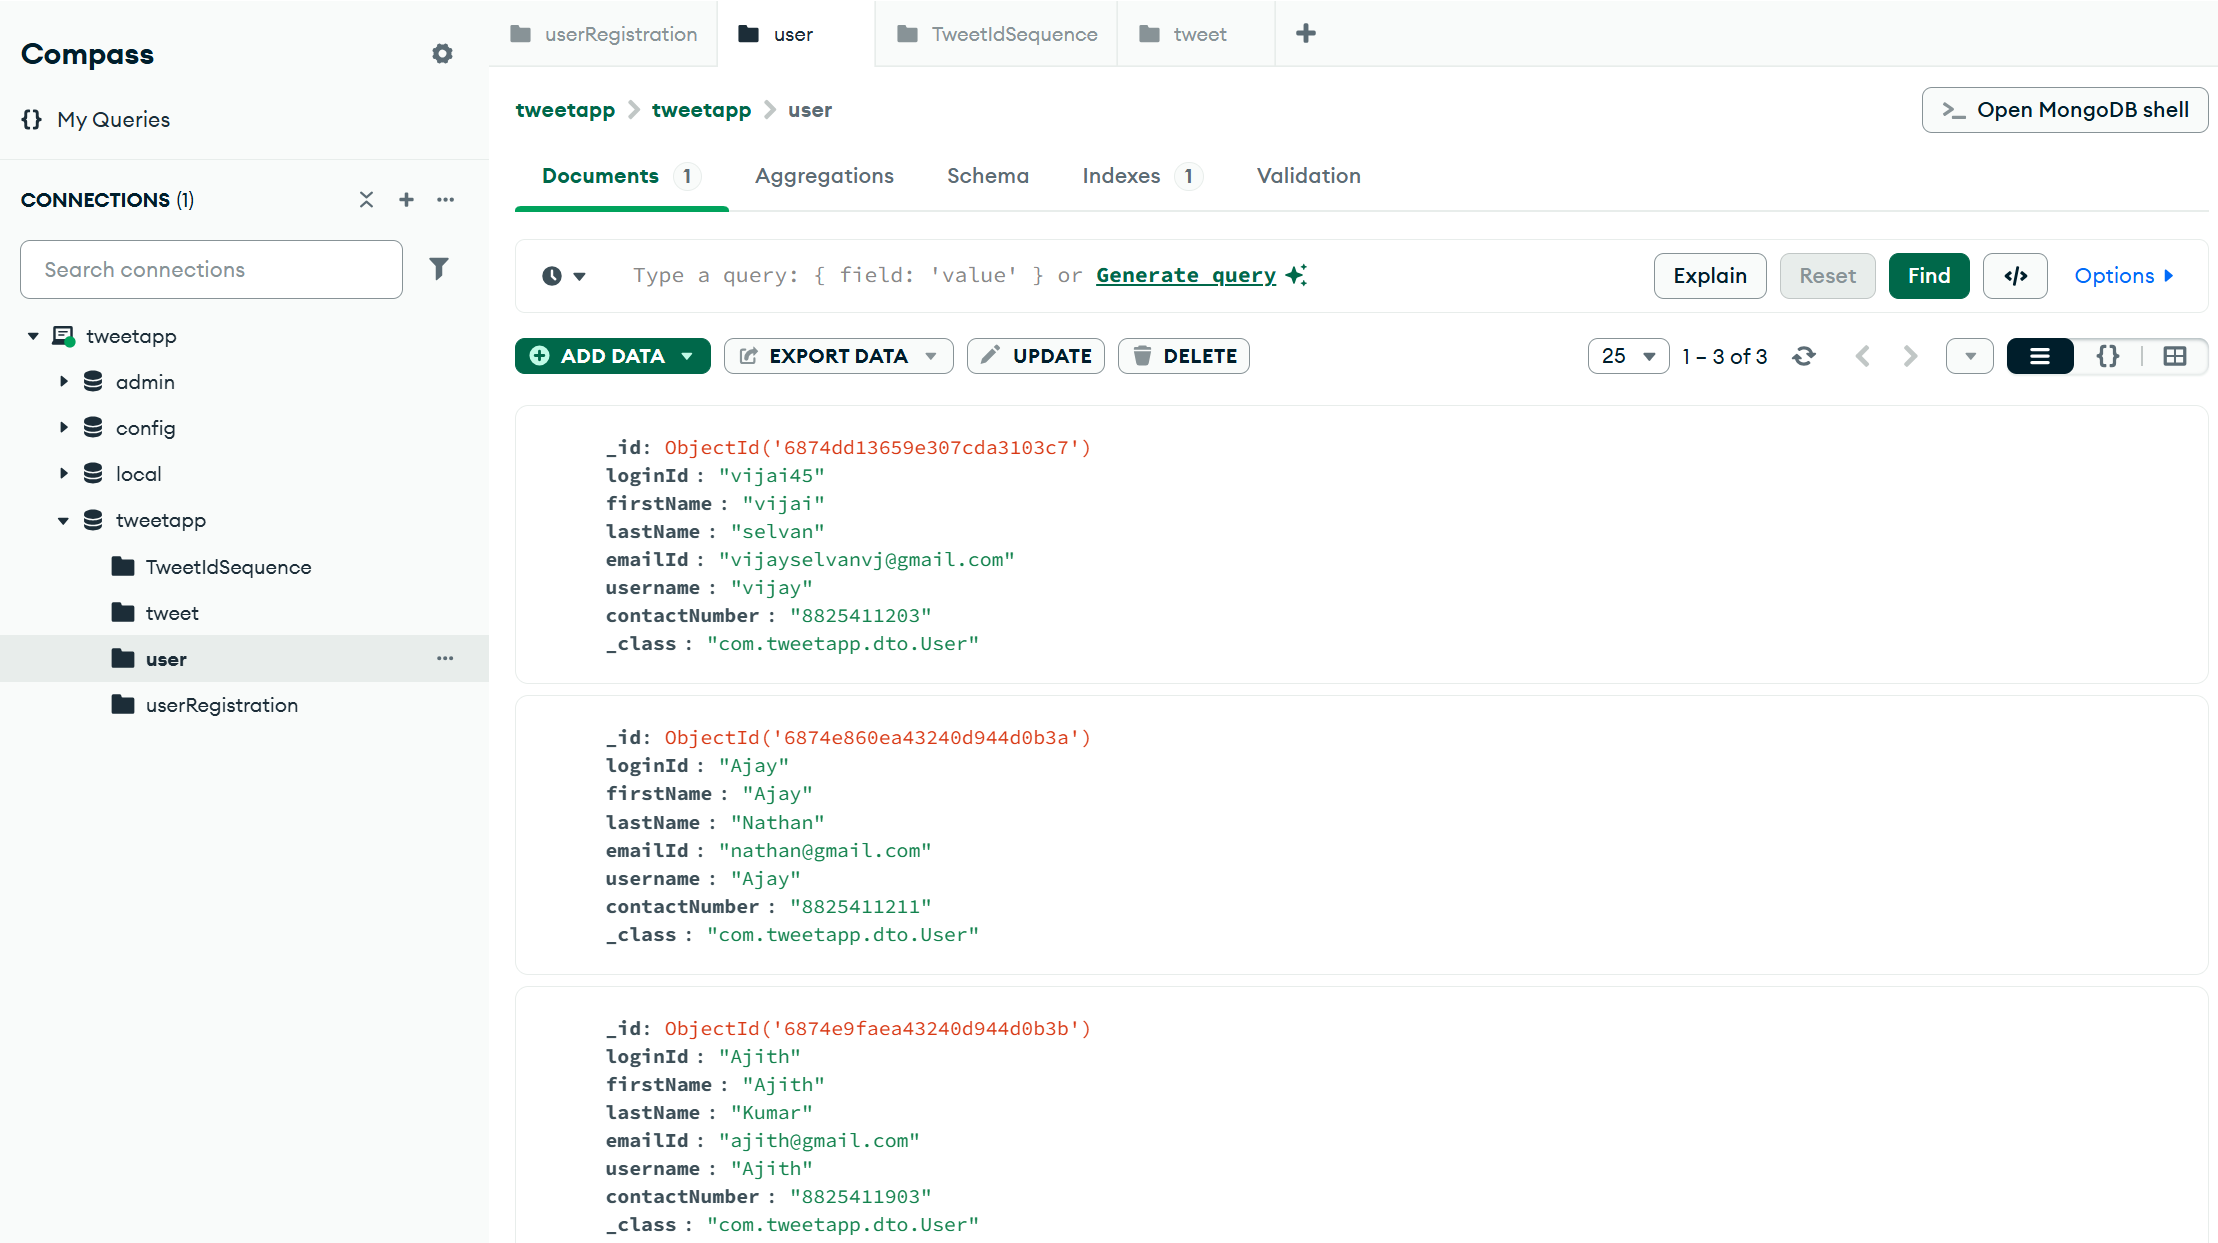 Compass
{} My Queries
CONNECTIONS (1)
Search connections
tweetapp
admin
config
local
tweetapp
TweetIdSequence
tweet
user
userRegistration
userRegistration
user
TweetIdSequence
tweet
tweetapp > tweetapp > user
>_ Open MongoDB shell
Documents 1
Aggregations
Schema
Indexes 1
Validation
Type a query: { field: 'value' } or Generate query
Explain
Reset
Find
</>
Options
ADD DATA
EXPORT DATA
UPDATE
DELETE
25
1 – 3 of 3
{}
_id: ObjectId('6874dd13659e307cda3103c7')
loginId : "vijai45"
firstName : "vijai"
lastName : "selvan"
emailId : "vijayselvanvj@gmail.com"
username : "vijay"
contactNumber : "8825411203"
_class : "com.tweetapp.dto.User"
_id: ObjectId('6874e860ea43240d944d0b3a')
loginId : "Ajay"
firstName : "Ajay"
lastName : "Nathan"
emailId : "nathan@gmail.com"
username : "Ajay"
contactNumber : "8825411211"
_class : "com.tweetapp.dto.User"
_id: ObjectId('6874e9faea43240d944d0b3b')
loginId : "Ajith"
firstName : "Ajith"
lastName : "Kumar"
emailId : "ajith@gmail.com"
username : "Ajith"
contactNumber : "8825411903"
_class : "com.tweetapp.dto.User"